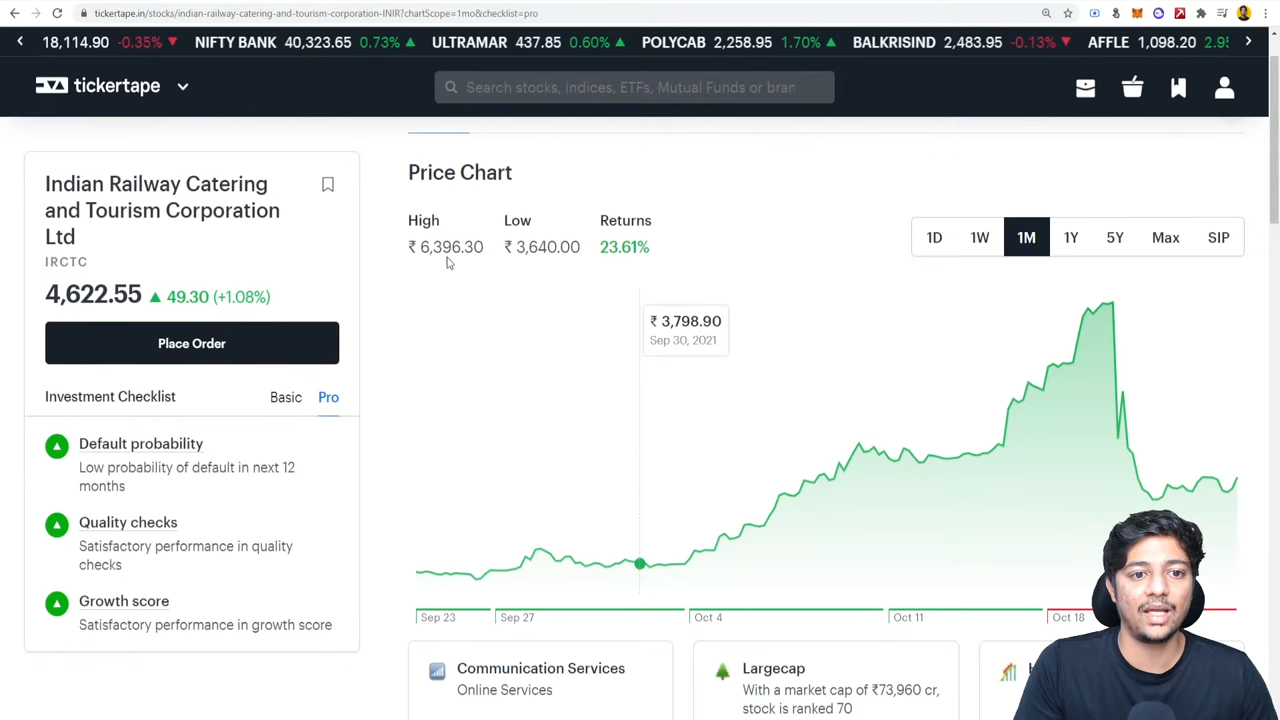 tickertape.in/stocks/indian-railway-catering-and-tourism-corporation-INIR?chartScope=1mo&checklist=pro
18,114.90 -0.35% NIFTY BANK 40,323.65 0.73% ULTRAMAR 437.85 0.60% POLYCAB 2,258.95 1.70% BALKRISIND 2,483.95 -0.13% AFFLE 1,098.20 2.95
tickertape
Search stocks, indices, ETFs, Mutual Funds or bran
Indian Railway Catering
and Tourism Corporation
Ltd
IRCTC
4,622.55 49.30 (+1.08%)
Place Order
Investment Checklist Basic Pro
Default probability
Low probability of default in next 12
months
Quality checks
Satisfactory performance in quality
checks
Growth score
Satisfactory performance in growth score
Price Chart
High Low Returns
₹ 6,396.30 ₹ 3,640.00 23.61%
1D 1W 1M 1Y 5Y Max SIP
₹ 3,798.90
Sep 30, 2021
Sep 23 Sep 27 Oct 4 Oct 11 Oct 18
Communication Services
Online Services
Largecap
With a market cap of ₹73,960 cr,
stock is ranked 70